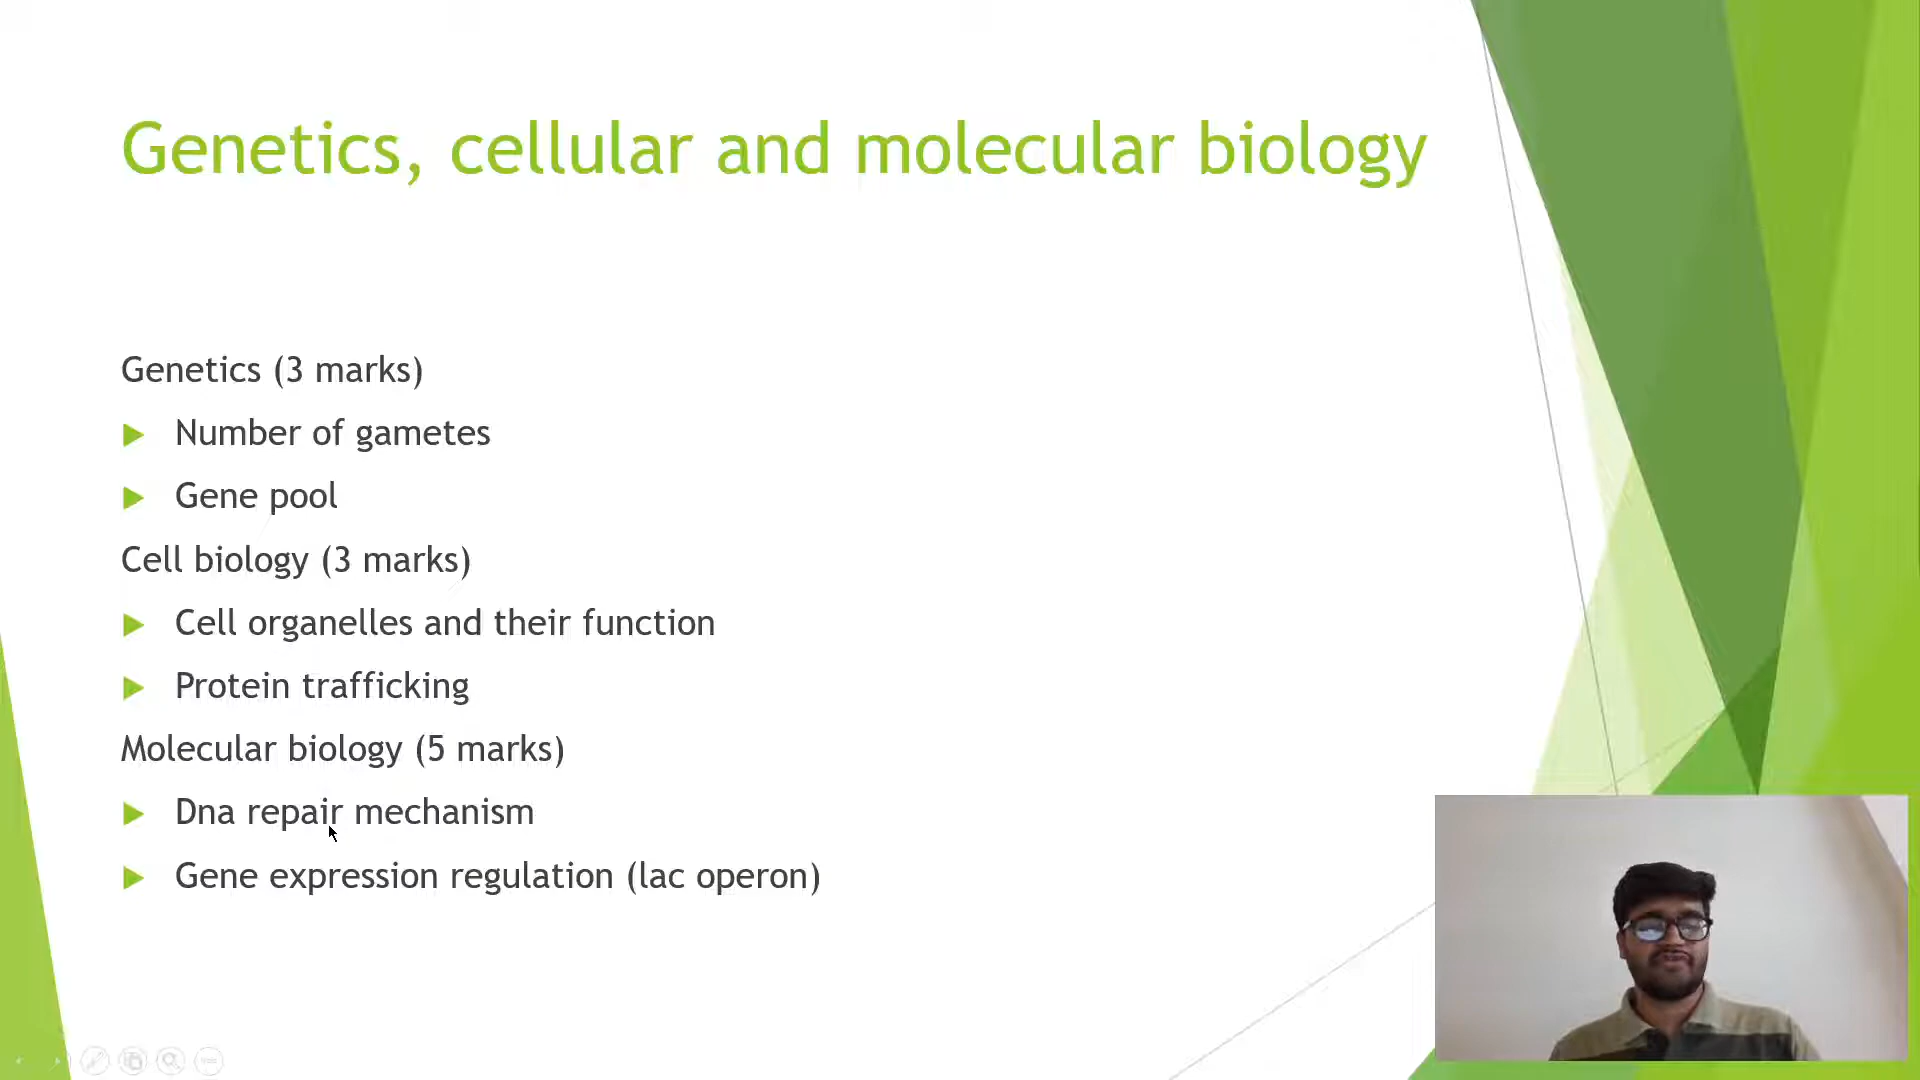 Genetics, cellular and molecular biology
Genetics (3 marks)
Number of gametes
Gene pool
Cell biology (3 marks)
Cell organelles and their function
Protein trafficking
Molecular biology (5 marks)
Dna repair mechanism
Gene expression regulation (lac operon)